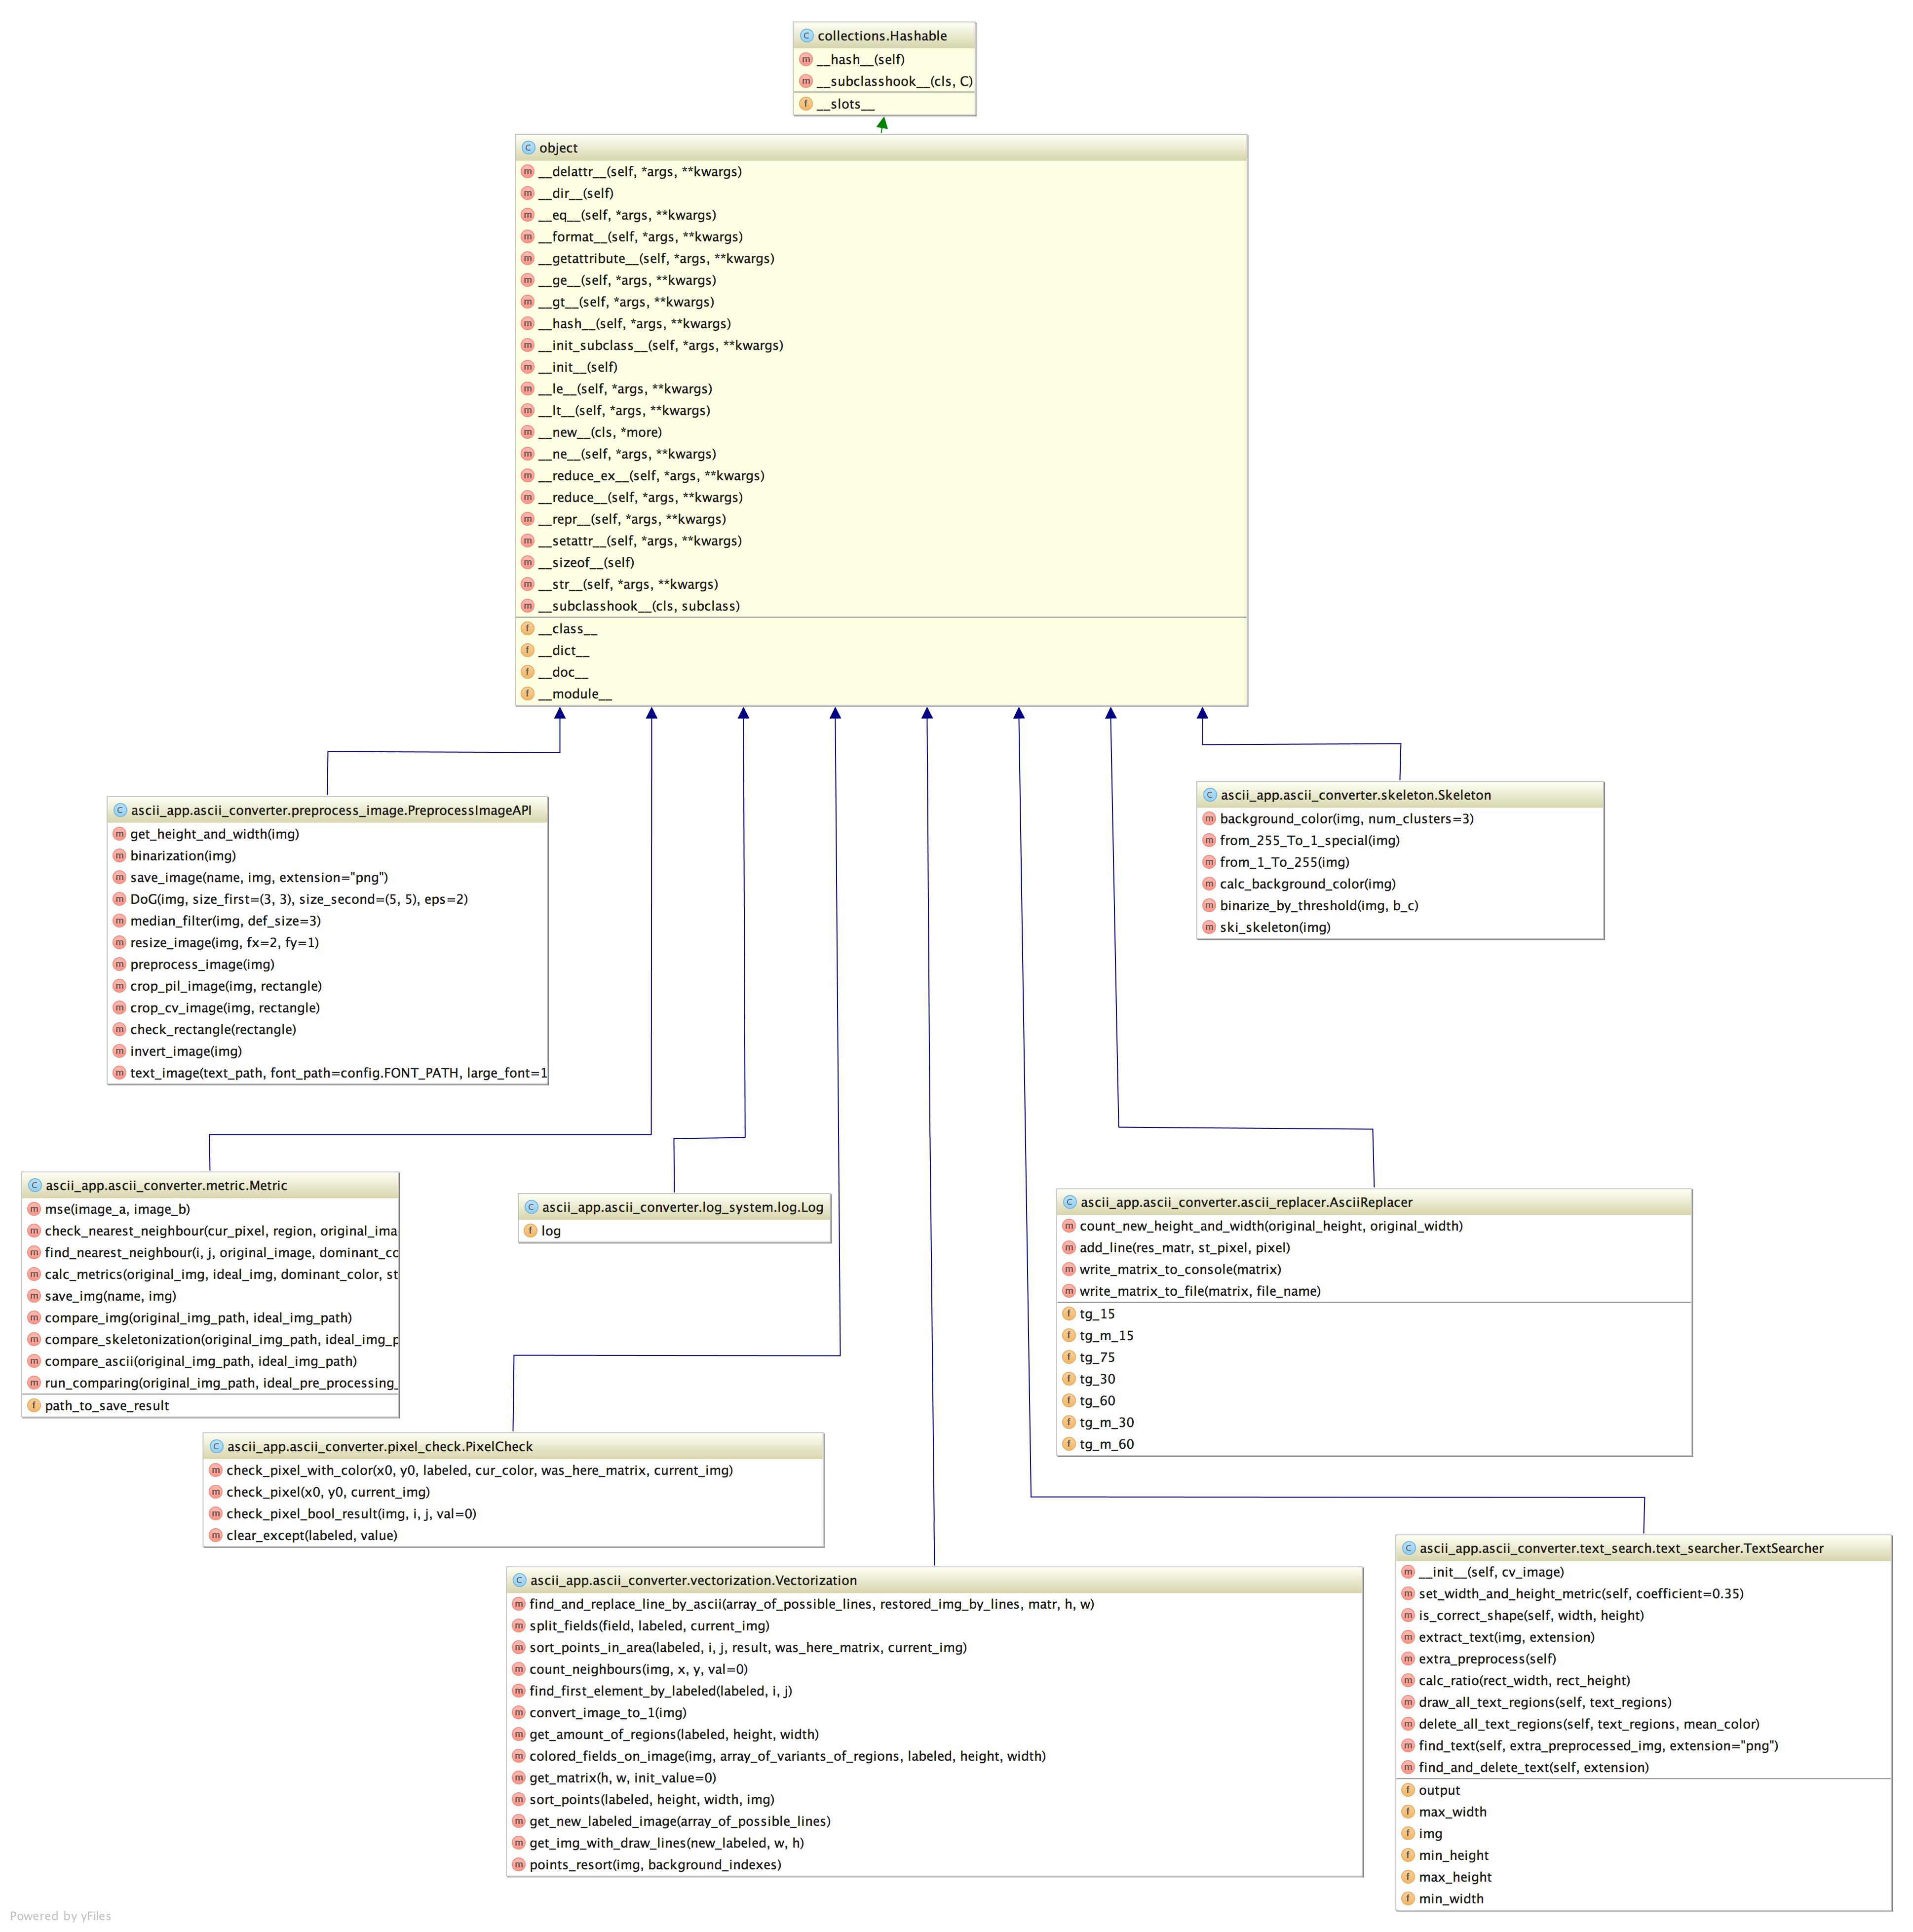 collections.Hashable
__hash__(self)
__subclasshook__(cls, C)
__slots__
object
__delattr__(self, *args, **kwargs)
__dir__(self)
__eq__(self, *args, **kwargs)
__format__(self, *args, **kwargs)
__getattribute__(self, *args, **kwargs)
__ge__(self, *args, **kwargs)
__gt__(self, *args, **kwargs)
__hash__(self, *args, **kwargs)
__init_subclass__(self, *args, **kwargs)
__init__(self)
__le__(self, *args, **kwargs)
__lt__(self, *args, **kwargs)
__new__(cls, *more)
__ne__(self, *args, **kwargs)
__reduce_ex__(self, *args, **kwargs)
__reduce__(self, *args, **kwargs)
__repr__(self, *args, **kwargs)
__setattr__(self, *args, **kwargs)
__sizeof__(self)
__str__(self, *args, **kwargs)
__subclasshook__(cls, subclass)
__class__
__dict__
__doc__
__module__
ascii_app.ascii_converter.preprocess_image.PreprocessImageAPI
get_height_and_width(img)
binarization(img)
save_image(name, img, extension="png")
DoG(img, size_first=(3, 3), size_second=(5, 5), eps=2)
median_filter(img, def_size=3)
resize_image(img, fx=2, fy=1)
preprocess_image(img)
crop_pil_image(img, rectangle)
crop_cv_image(img, rectangle)
check_rectangle(rectangle)
invert_image(img)
text_image(text_path, font_path=config.FONT_PATH, large_font=1
ascii_app.ascii_converter.skeleton.Skeleton
background_color(img, num_clusters=3)
from_255_To_1_special(img)
from_1_To_255(img)
calc_background_color(img)
binarize_by_threshold(img, b_c)
ski_skeleton(img)
ascii_app.ascii_converter.metric.Metric
mse(image_a, image_b)
check_nearest_neighbour(cur_pixel, region, original_ima
find_nearest_neighbour(i, j, original_image, dominant_co
calc_metrics(original_img, ideal_img, dominant_color, st
save_img(name, img)
compare_img(original_img_path, ideal_img_path)
compare_skeletonization(original_img_path, ideal_img_p
compare_ascii(original_img_path, ideal_img_path)
run_comparing(original_img_path, ideal_pre_processing_
path_to_save_result
ascii_app.ascii_converter.log_system.log.Log
log
ascii_app.ascii_converter.ascii_replacer.AsciiReplacer
count_new_height_and_width(original_height, original_width)
add_line(res_matr, st_pixel, pixel)
write_matrix_to_console(matrix)
write_matrix_to_file(matrix, file_name)
tg_15
tg_m_15
tg_75
tg_30
tg_60
tg_m_30
tg_m_60
ascii_app.ascii_converter.pixel_check.PixelCheck
check_pixel_with_color(x0, y0, labeled, cur_color, was_here_matrix, current_img)
check_pixel(x0, y0, current_img)
check_pixel_bool_result(img, i, j, val=0)
clear_except(labeled, value)
ascii_app.ascii_converter.vectorization.Vectorization
find_and_replace_line_by_ascii(array_of_possible_lines, restored_img_by_lines, matr, h, w)
split_fields(field, labeled, current_img)
sort_points_in_area(labeled, i, j, result, was_here_matrix, current_img)
count_neighbours(img, x, y, val=0)
find_first_element_by_labeled(labeled, i, j)
convert_image_to_1(img)
get_amount_of_regions(labeled, height, width)
colored_fields_on_image(img, array_of_variants_of_regions, labeled, height, width)
get_matrix(h, w, init_value=0)
sort_points(labeled, height, width, img)
get_new_labeled_image(array_of_possible_lines)
get_img_with_draw_lines(new_labeled, w, h)
points_resort(img, background_indexes)
ascii_app.ascii_converter.text_search.text_searcher.TextSearcher
__init__(self, cv_image)
set_width_and_height_metric(self, coefficient=0.35)
is_correct_shape(self, width, height)
extract_text(img, extension)
extra_preprocess(self)
calc_ratio(rect_width, rect_height)
draw_all_text_regions(self, text_regions)
delete_all_text_regions(self, text_regions, mean_color)
find_text(self, extra_preprocessed_img, extension="png")
find_and_delete_text(self, extension)
output
max_width
img
min_height
max_height
min_width
Powered by yFiles